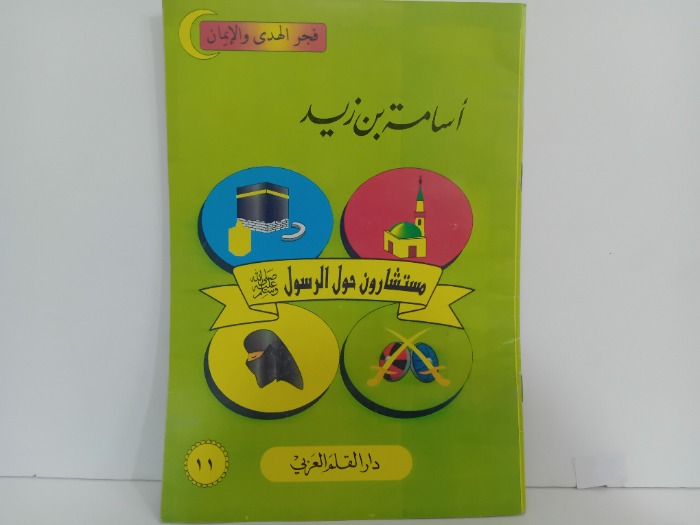 فجر الهدى والإيمان
أسامة بن زيد
مستشارون حول الرسول صلى الله عليه وسلم
دار القلم العربي
١١